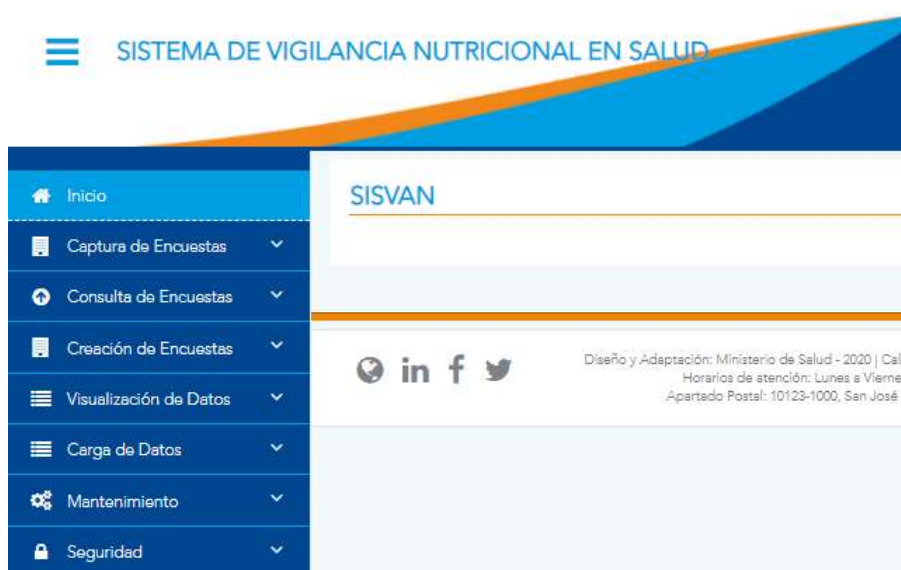 SISTEMA DE VIGILANCIA NUTRICIONAL EN SALUD
Inicio
Captura de Encuestas
Consulta de Encuestas
Creación de Encuestas
Visualización de Datos
Carga de Datos
Mantenimiento
Seguridad
SISVAN
Diseño y Adaptación: Ministerio de Salud - 2020 | Cal
Horarios de atención: Lunes a Vierne
Apartado Postal: 10123-1000, San José